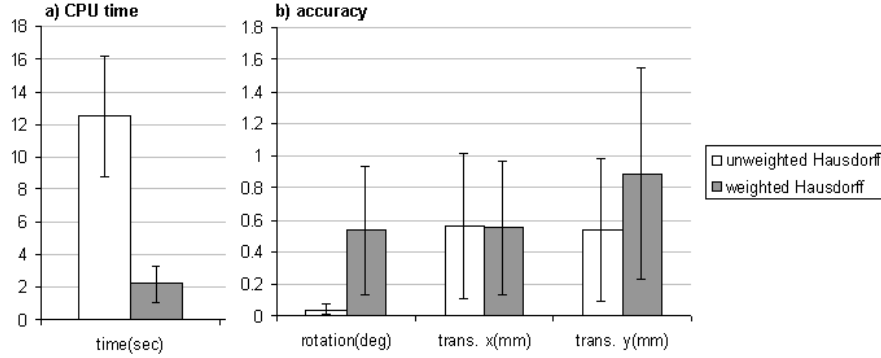 a) CPU time
18
16
14
12
10
8
6
4
2
0
time(sec)
b) accuracy
1.8
1.6
1.4
1.2
1
0.8
0.6
0.4
0.2
0
rotation(deg)
trans. x(mm)
trans. y(mm)
unweighted Hausdorff
weighted Hausdorff